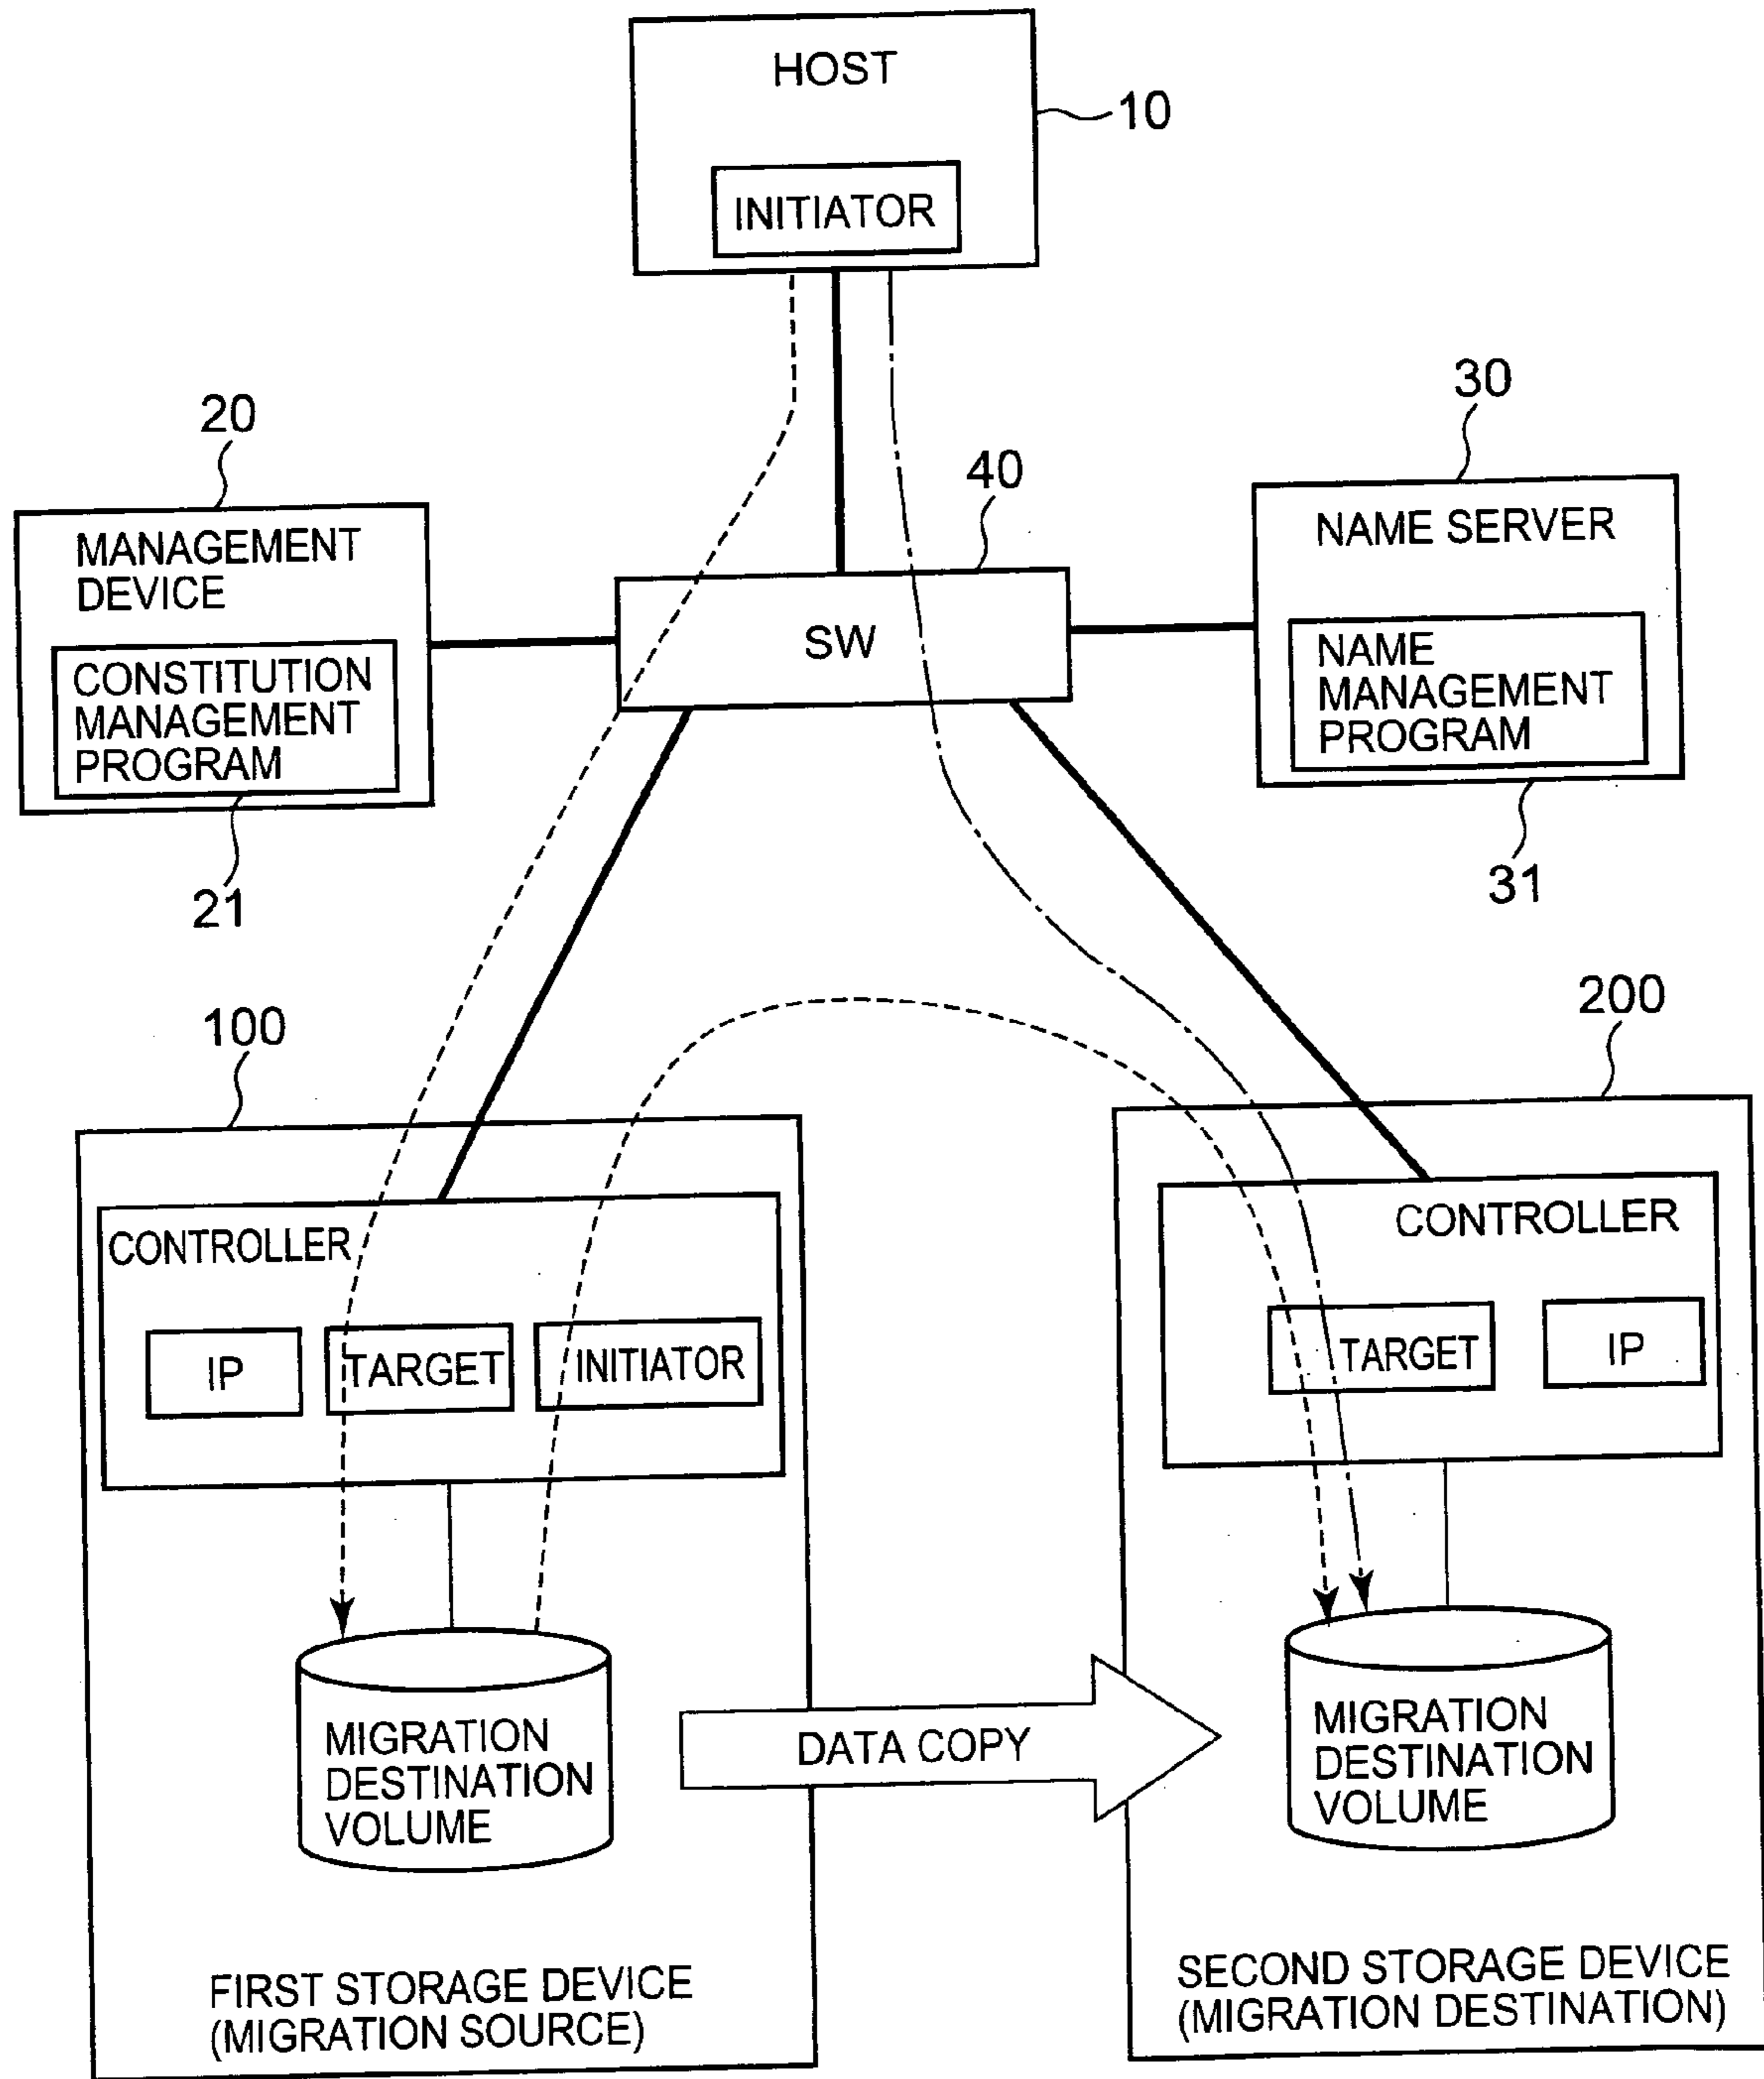 HOST
10
INITIATOR
20
30
40
MANAGEMENT
DEVICE
CONSTITUTION
MANAGEMENT
PROGRAM
21
SW
NAME SERVER
NAME
MANAGEMENT
PROGRAM
31
100
200
CONTROLLER
IP
TARGET
INITIATOR
CONTROLLER
TARGET
IP
MIGRATION
DESTINATION
VOLUME
DATA COPY
MIGRATION
DESTINATION
VOLUME
FIRST STORAGE DEVICE
(MIGRATION SOURCE)
SECOND STORAGE DEVICE
(MIGRATION DESTINATION)